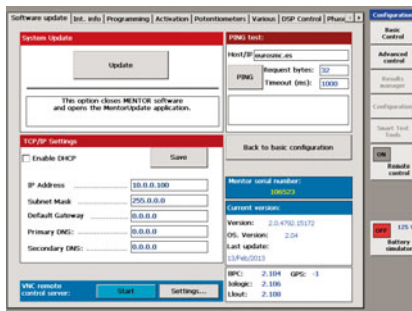 Software update
Int. info
Programming
Activation
Potentiometers
Various
DSP Control
Phase
System Update
Update
This option closes MENTOR software
and opens the MentorUpdate application.
PING test:
Host/IP eurosmc.es
PING
Request bytes: 32
Timeout (ms): 1000
TCP/IP Settings
Enable DHCP
Save
IP Address 10.0.0.100
Subnet Mask 255.0.0.0
Default Gateway 0.0.0.0
Primary DNS: 0.0.0.0
Secondary DNS: 0.0.0.0
VNC remote
control server:
Start
Settings...
Back to basic configuration
Mentor serial number:
106523
Current version:
Version: 2.0.4792.15172
OS. Version: 2.04
Last update:
13/Feb/2013
BPC: 2.104 GPS: -1
Iologic: 2.106
Llout: 2.100
Configuration
Basic
Control
Advanced
control
Results
manager
Configuration
Smart Test
Tools
ON
Remote
control
OFF
125 V
Battery
simulator